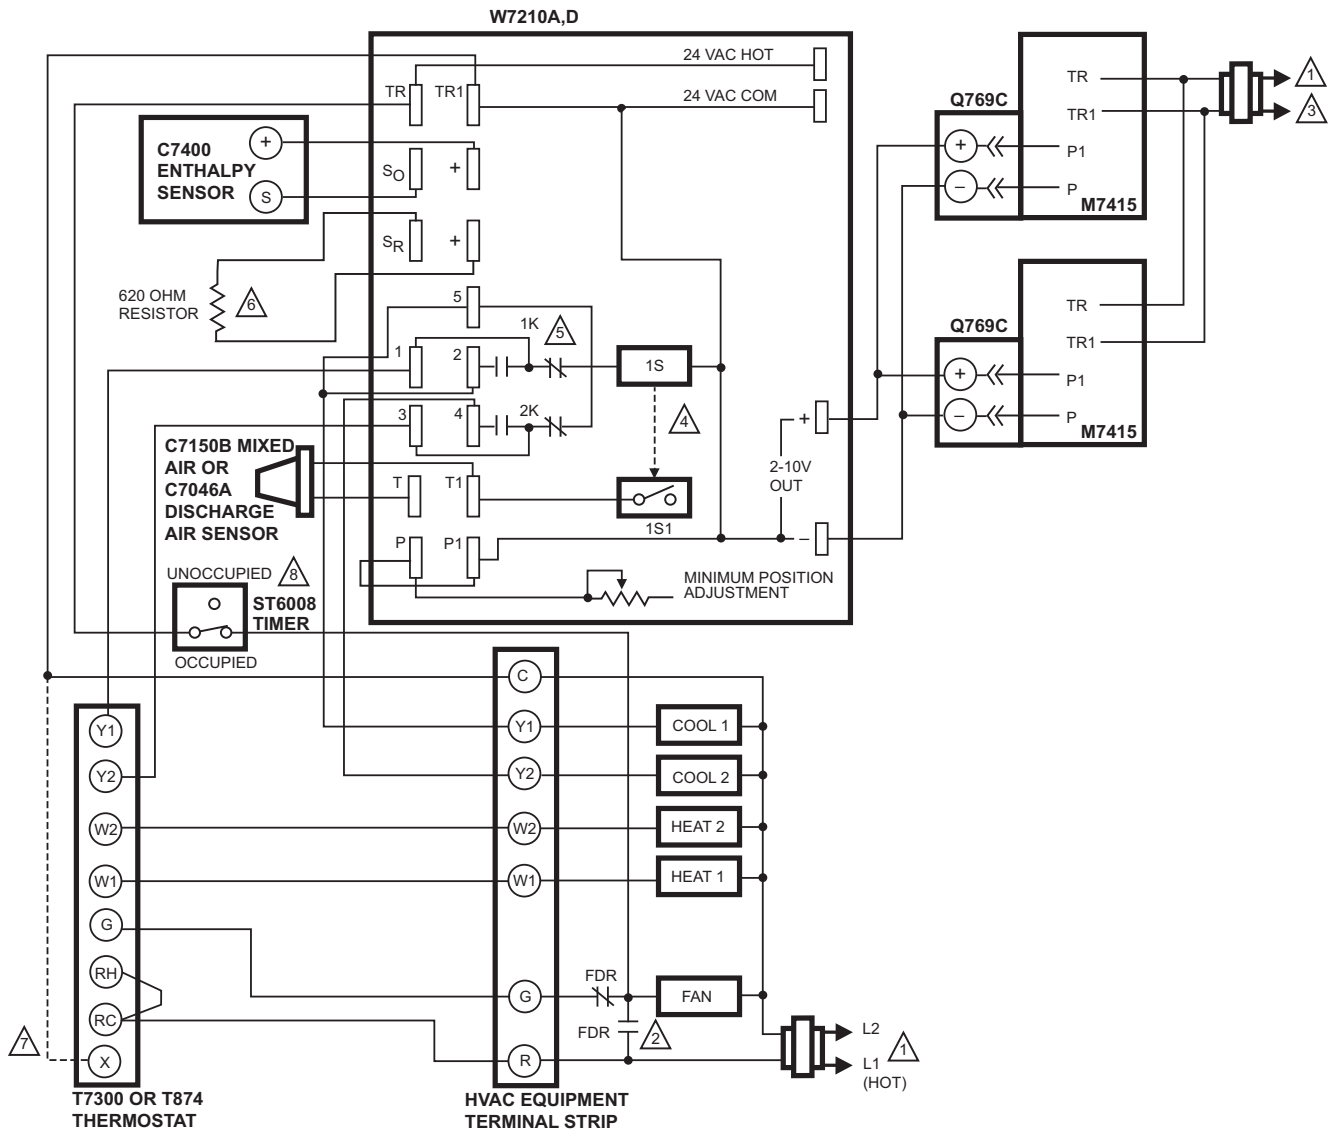 W7210A,D
24 VAC HOT
TR
TR1
24 VAC COM
C7400
ENTHALPY
SENSOR
+
S
SO
+
SR
+
620 OHM
RESISTOR
6
5
1K
5
1
2
1S
3
4
2K
4
C7150B MIXED
AIR OR
C7046A
DISCHARGE
AIR SENSOR
T
T1
1S1
P
P1
+
2-10V
OUT
–
MINIMUM POSITION
ADJUSTMENT
UNOCCUPIED
8
ST6008
TIMER
OCCUPIED
Q769C
TR
TR1
+
P1
–
P
M7415
1
3
Q769C
TR
TR1
+
P1
–
P
M7415
Y1
Y2
W2
W1
G
RH
RC
X
7
T7300 OR T874
THERMOSTAT
C
Y1
Y2
W2
W1
G
R
HVAC EQUIPMENT
TERMINAL STRIP
COOL 1
COOL 2
HEAT 2
HEAT 1
FDR
FAN
FDR
2
L2
L1
(HOT)
1